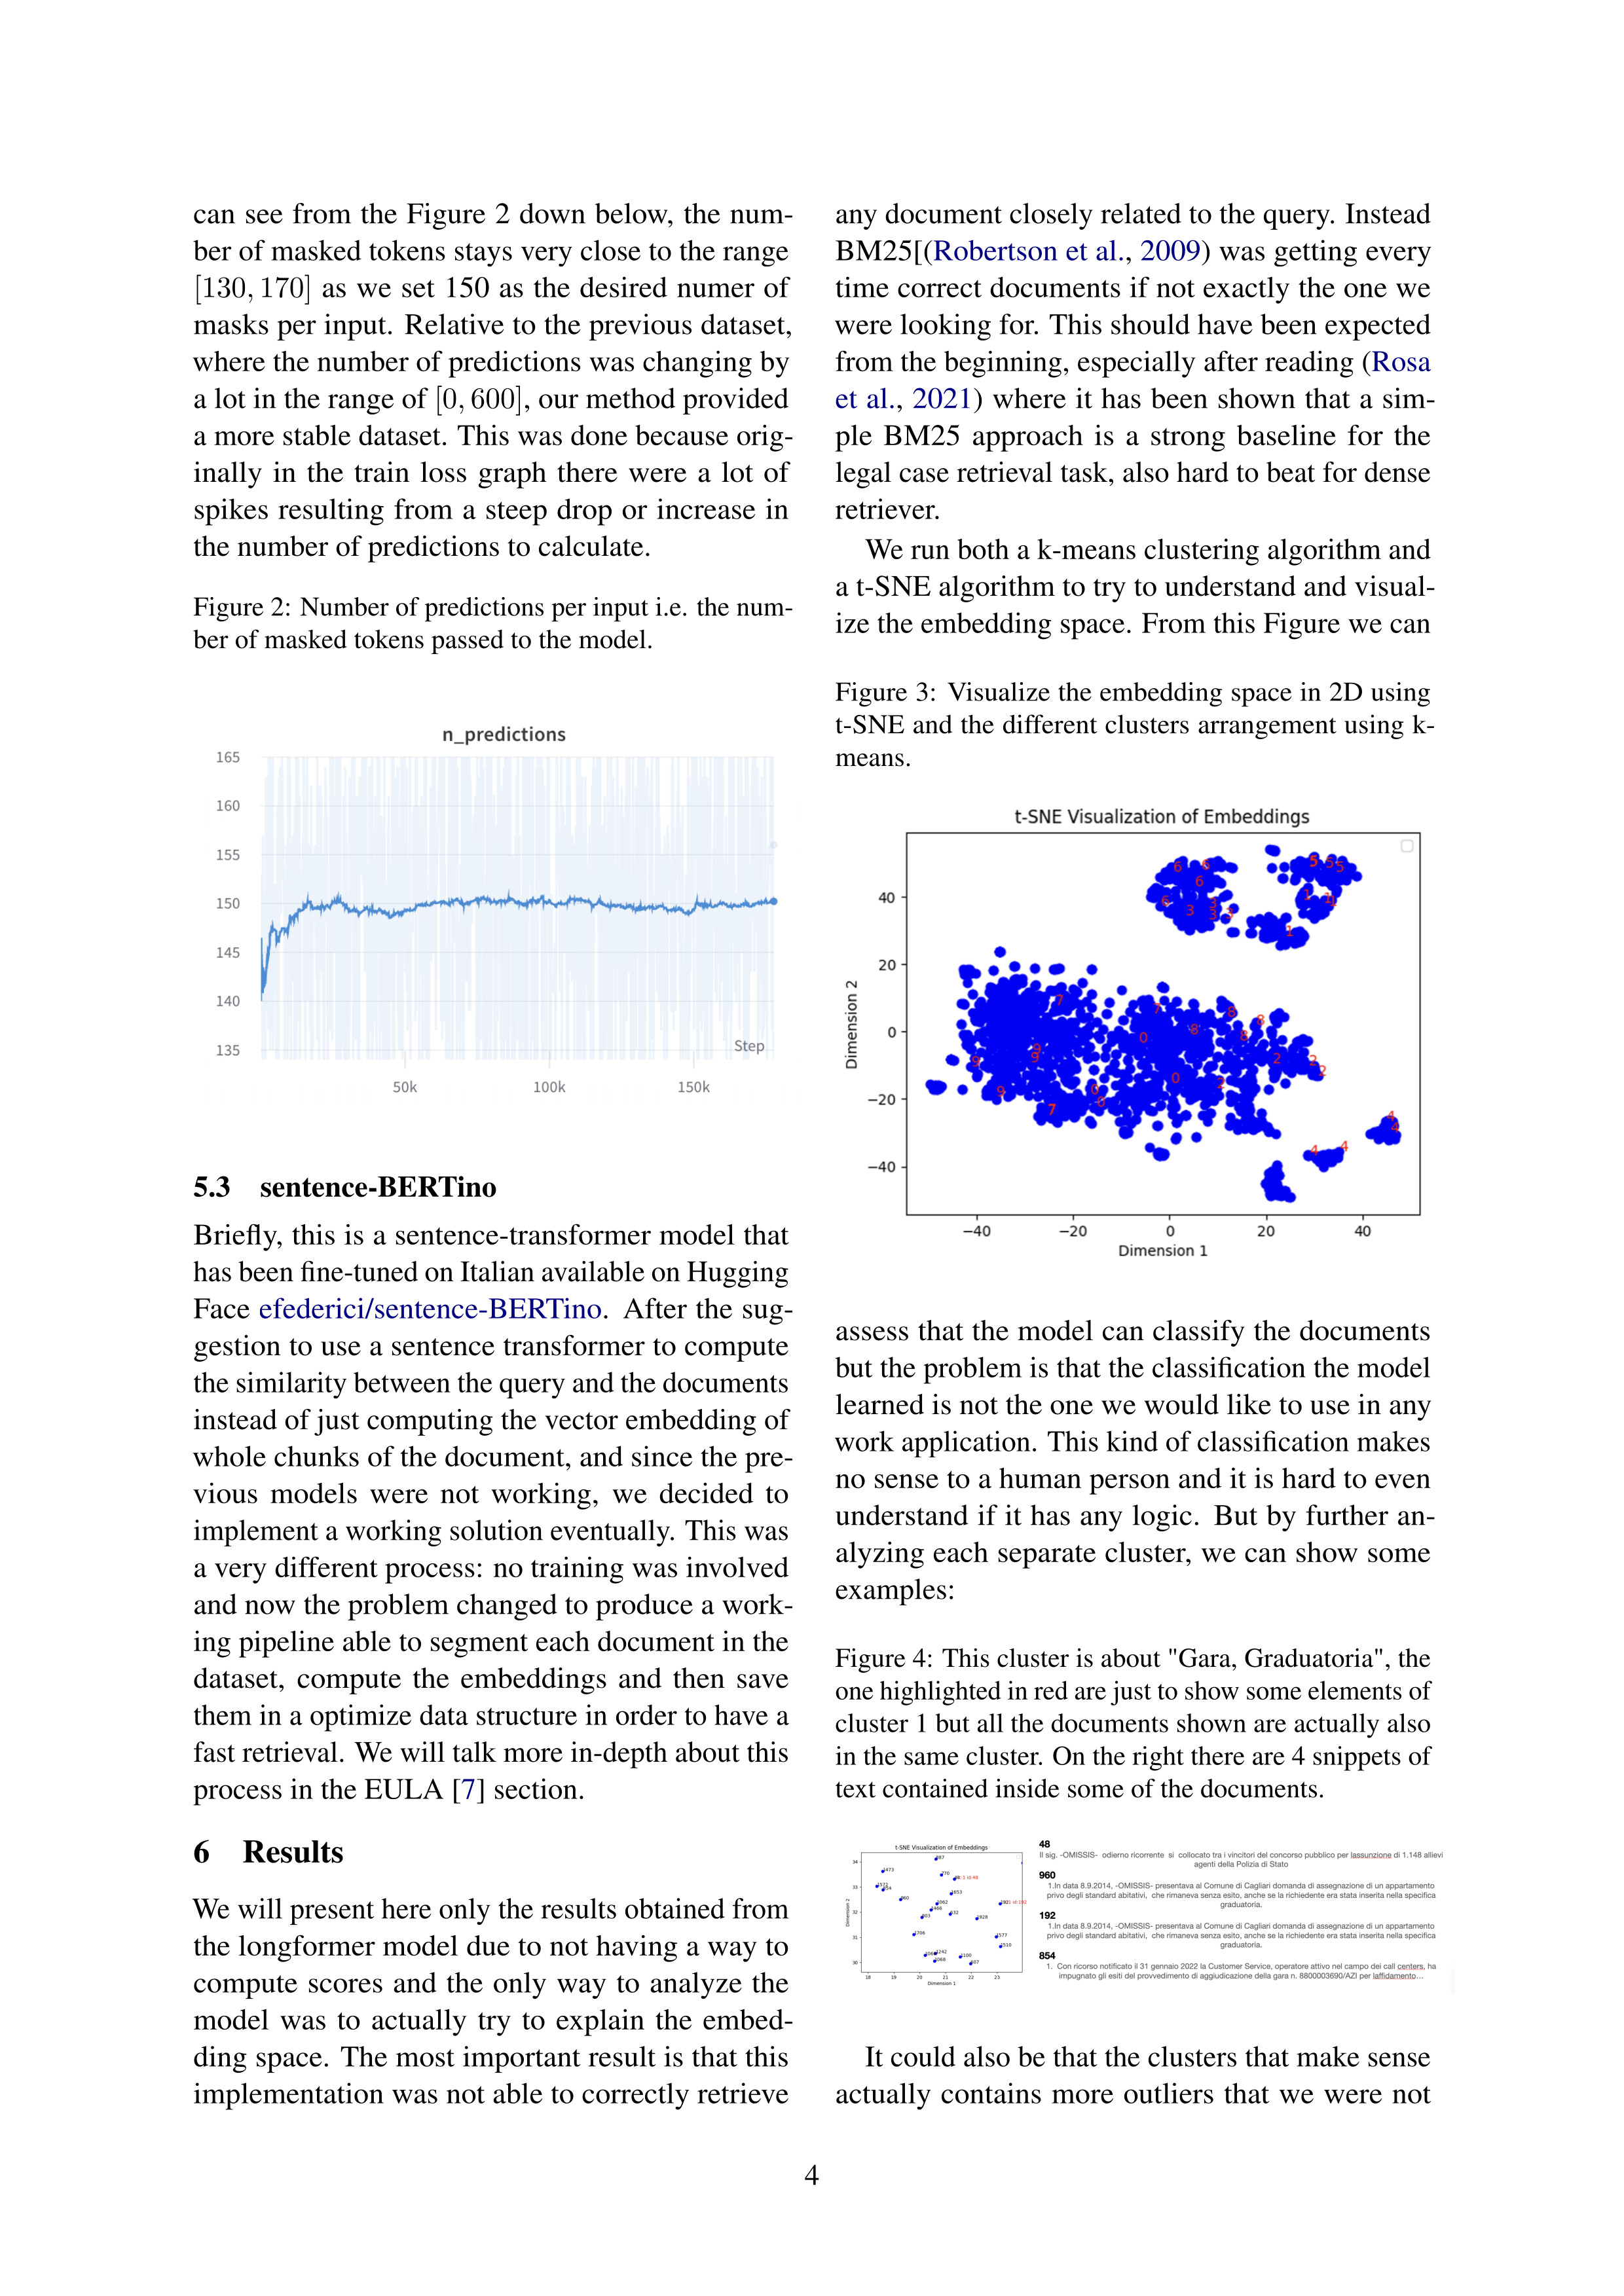 can see from the Figure 2 down below, the num-
ber of masked tokens stays very close to the range
[130, 170] as we set 150 as the desired numer of
masks per input. Relative to the previous dataset,
where the number of predictions was changing by
a lot in the range of [0, 600], our method provided
a more stable dataset. This was done because orig-
inally in the train loss graph there were a lot of
spikes resulting from a steep drop or increase in
the number of predictions to calculate.
Figure 2: Number of predictions per input i.e. the num-
ber of masked tokens passed to the model.
n_predictions
165
160
155
150
145
140
135
Step
50k 100k 150k
5.3 sentence-BERTino
Briefly, this is a sentence-transformer model that
has been fine-tuned on Italian available on Hugging
Face efederici/sentence-BERTino. After the sug-
gestion to use a sentence transformer to compute
the similarity between the query and the documents
instead of just computing the vector embedding of
whole chunks of the document, and since the pre-
vious models were not working, we decided to
implement a working solution eventually. This was
a very different process: no training was involved
and now the problem changed to produce a work-
ing pipeline able to segment each document in the
dataset, compute the embeddings and then save
them in a optimize data structure in order to have a
fast retrieval. We will talk more in-depth about this
process in the EULA [7] section.
6 Results
We will present here only the results obtained from
the longformer model due to not having a way to
compute scores and the only way to analyze the
model was to actually try to explain the embed-
ding space. The most important result is that this
implementation was not able to correctly retrieve
any document closely related to the query. Instead
BM25[(Robertson et al., 2009) was getting every
time correct documents if not exactly the one we
were looking for. This should have been expected
from the beginning, especially after reading (Rosa
et al., 2021) where it has been shown that a sim-
ple BM25 approach is a strong baseline for the
legal case retrieval task, also hard to beat for dense
retriever.
We run both a k-means clustering algorithm and
a t-SNE algorithm to try to understand and visual-
ize the embedding space. From this Figure we can
Figure 3: Visualize the embedding space in 2D using
t-SNE and the different clusters arrangement using k-
means.
t-SNE Visualization of Embeddings
Dimension 2
40
20
0
−20
−40
−40 −20 0 20 40
Dimension 1
assess that the model can classify the documents
but the problem is that the classification the model
learned is not the one we would like to use in any
work application. This kind of classification makes
no sense to a human person and it is hard to even
understand if it has any logic. But by further an-
alyzing each separate cluster, we can show some
examples:
Figure 4: This cluster is about "Gara, Graduatoria", the
one highlighted in red are just to show some elements of
cluster 1 but all the documents shown are actually also
in the same cluster. On the right there are 4 snippets of
text contained inside some of the documents.
t-SNE Visualization of Embeddings
Dimension 2
34
33
32
31
30
18 19 20 21 22 23
Dimension 1
48
Il sig. -OMISSIS- odierno ricorrente si collocato tra i vincitori del concorso pubblico per lassunzione di 1.148 allievi
agenti della Polizia di Stato
960
1.In data 8.9.2014, -OMISSIS- presentava al Comune di Cagliari domanda di assegnazione di un appartamento
privo degli standard abitativi, che rimaneva senza esito, anche se la richiedente era stata inserita nella specifica
graduatoria.
192
1.In data 8.9.2014, -OMISSIS- presentava al Comune di Cagliari domanda di assegnazione di un appartamento
privo degli standard abitativi, che rimaneva senza esito, anche se la richiedente era stata inserita nella specifica
graduatoria.
854
1. Con ricorso notificato il 31 gennaio 2022 la Customer Service, operatore attivo nel campo dei call centers, ha
impugnato gli esiti del provvedimento di aggiudicazione della gara n. 8800003690/AZI per laffidamento…
It could also be that the clusters that make sense
actually contains more outliers that we were not
4